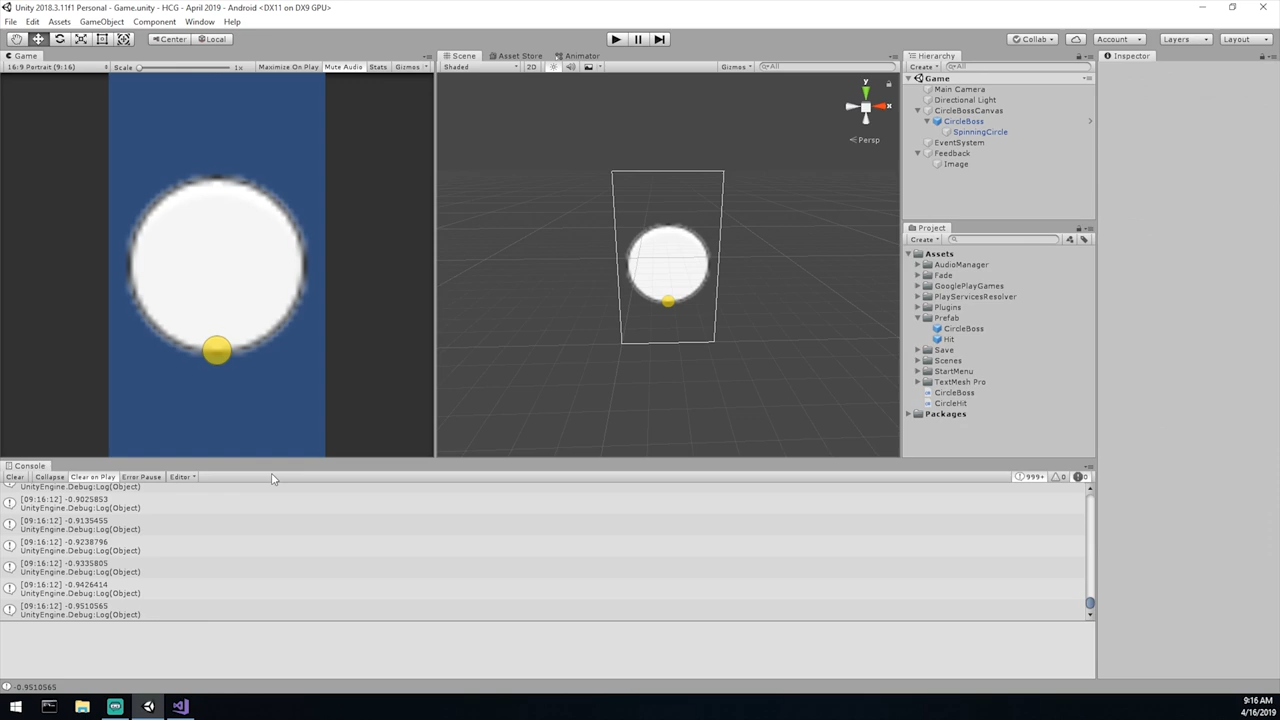 Unity 2018.3.11f1 Personal - Game.unity - HCG - April 2019 - Android <DX11 on DX9 GPU>
File Edit Assets GameObject Component Window Help
Center Local Collab Account Layers Layout
Game Scene Asset Store Animator Hierarchy Inspector
16:9 Portrait (9:16) Scale 1x Maximize On Play Mute Audio Stats Gizmos Shaded 2D Gizmos All Create All
Game
Main Camera
Directional Light
CircleBossCanvas
CircleBoss
SpinningCircle
EventSystem
Feedback
Image
y
x
Persp
Project
Create
Assets
AudioManager
Fade
GooglePlayGames
PlayServicesResolver
Plugins
Prefab
CircleBoss
Hit
Save
Scenes
StartMenu
TextMesh Pro
CircleBoss
CircleHit
Packages
Console
Clear Collapse Clear on Play Error Pause Editor 999+ 0 0
UnityEngine.Debug:Log(Object)
[09:16:12] -0.9025853
UnityEngine.Debug:Log(Object)
[09:16:12] -0.9135455
UnityEngine.Debug:Log(Object)
[09:16:12] -0.9238796
UnityEngine.Debug:Log(Object)
[09:16:12] -0.9335805
UnityEngine.Debug:Log(Object)
[09:16:12] -0.9426414
UnityEngine.Debug:Log(Object)
[09:16:12] -0.9510565
UnityEngine.Debug:Log(Object)
-0.9510565
9:16 AM
4/16/2019